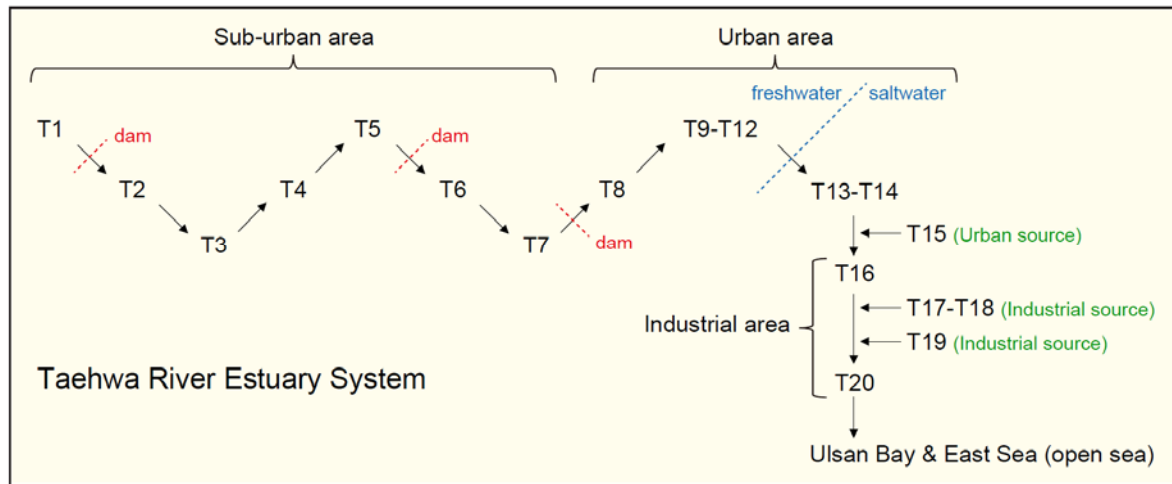 Sub-urban area
Urban area
freshwater
saltwater
T1
dam
T5
dam
T9-T12
T2
T4
T6
T8
T13-T14
T3
T7
dam
T15 (Urban source)
T16
T17-T18 (Industrial source)
Industrial area
T19 (Industrial source)
Taehwa River Estuary System
T20
Ulsan Bay & East Sea (open sea)